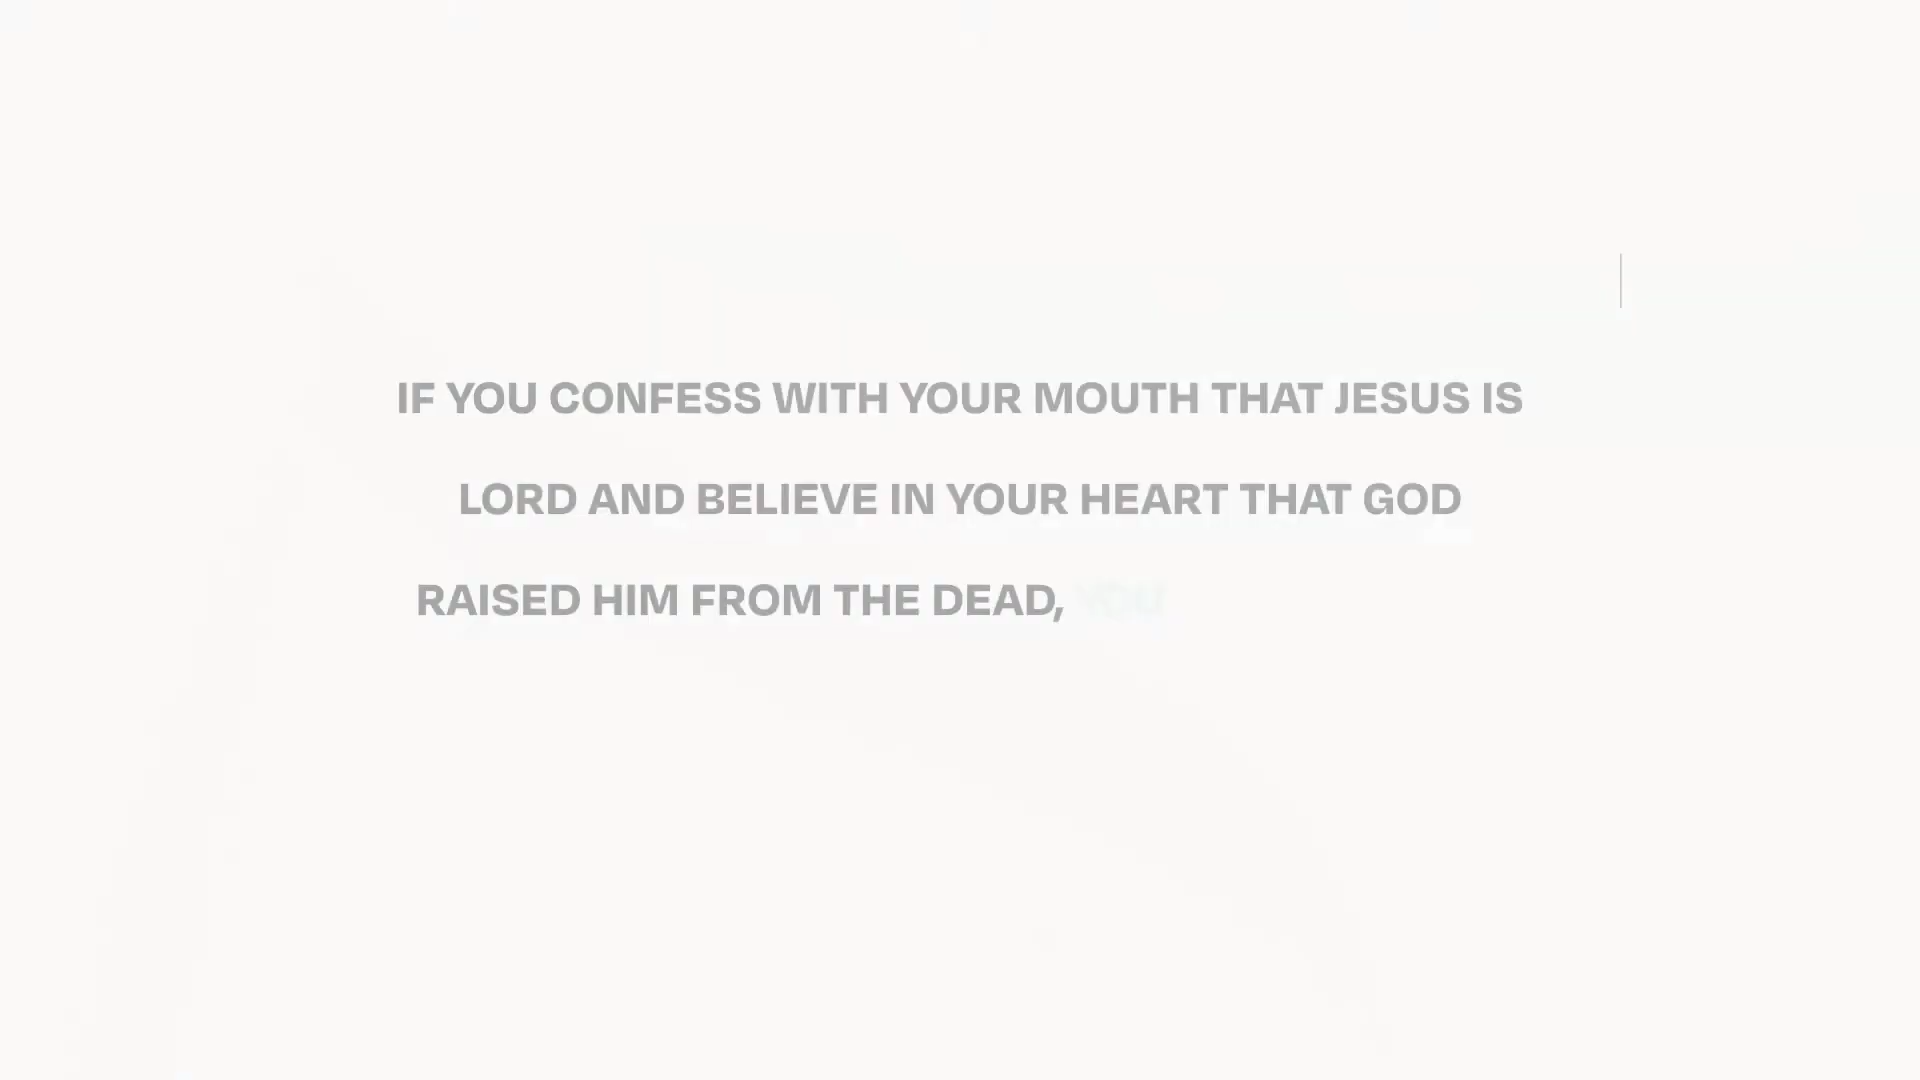 IF YOU CONFESS WITH YOUR MOUTH THAT JESUS IS
LORD AND BELIEVE IN YOUR HEART THAT GOD
RAISED HIM FROM THE DEAD, YOU